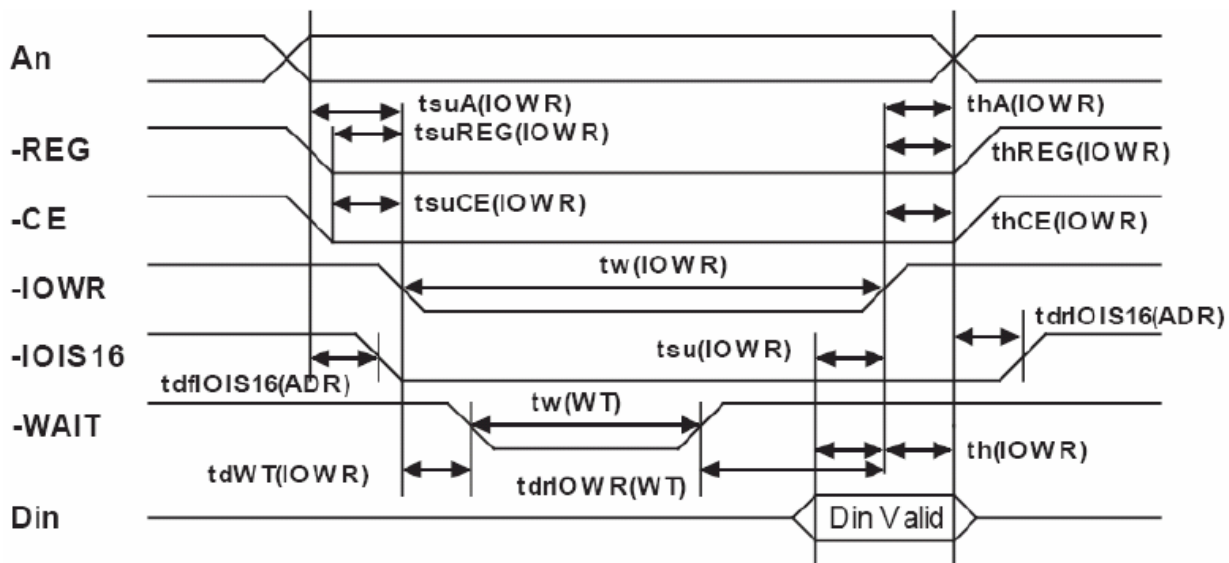 An
tsuA(IOWR)
thA(IOWR)
tsuREG(IOWR)
-REG
thREG(IOWR)
tsuCE(IOWR)
-CE
thCE(IOWR)
tw(IOWR)
-IOWR
tdrIOIS16(ADR)
-IOIS16
tsu(IOWR)
tdfIOIS16(ADR)
tw(WT)
-WAIT
th(IOWR)
tdWT(IOWR)
tdrIOWR(WT)
Din
Din Valid